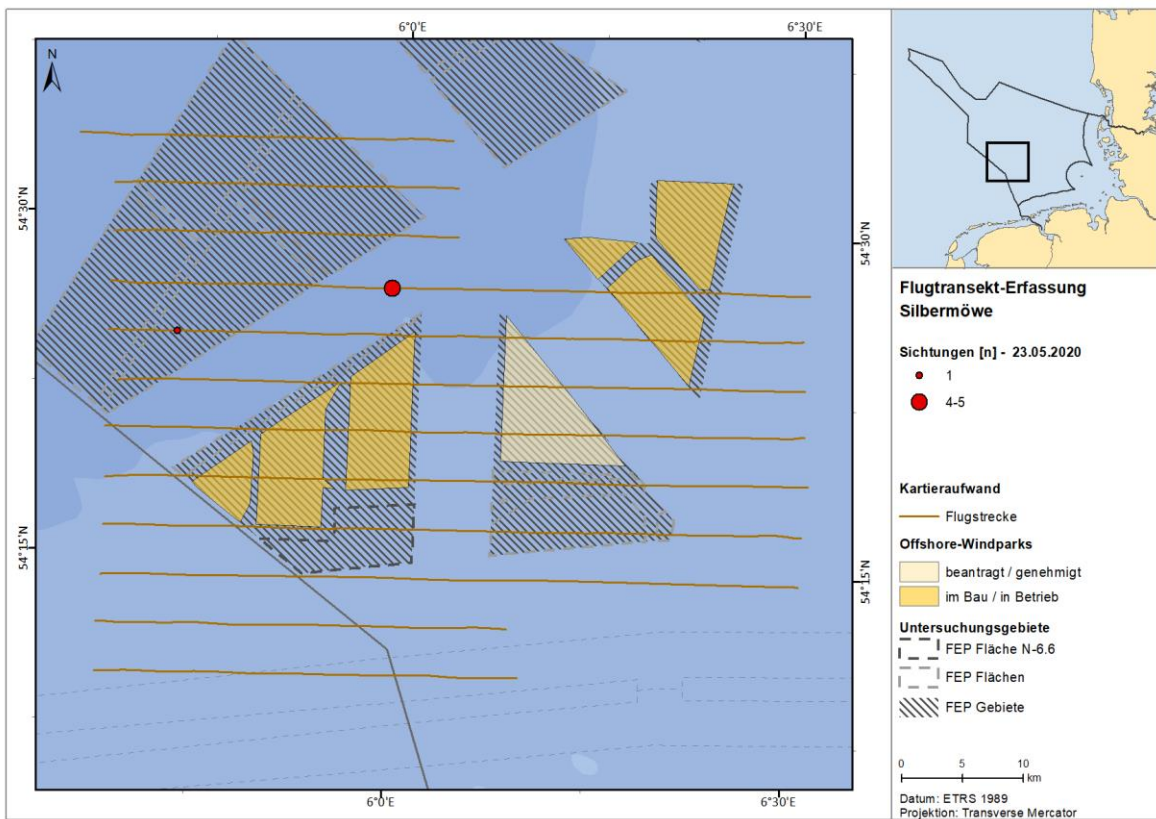 6°0'E
6°30'E
N
54°30'N
54°30'N
54°15'N
54°15'N
6°0'E
6°30'E
Flugtransekt-Erfassung
Silbermöwe
Sichtungen [n] - 23.05.2020
1
4-5
Kartieraufwand
Flugstrecke
Offshore-Windparks
beantragt / genehmigt
im Bau / in Betrieb
Untersuchungsgebiete
FEP Fläche N-6.6
FEP Flächen
FEP Gebiete
0 5 10
km
Datum: ETRS 1989
Projektion: Transverse Mercator